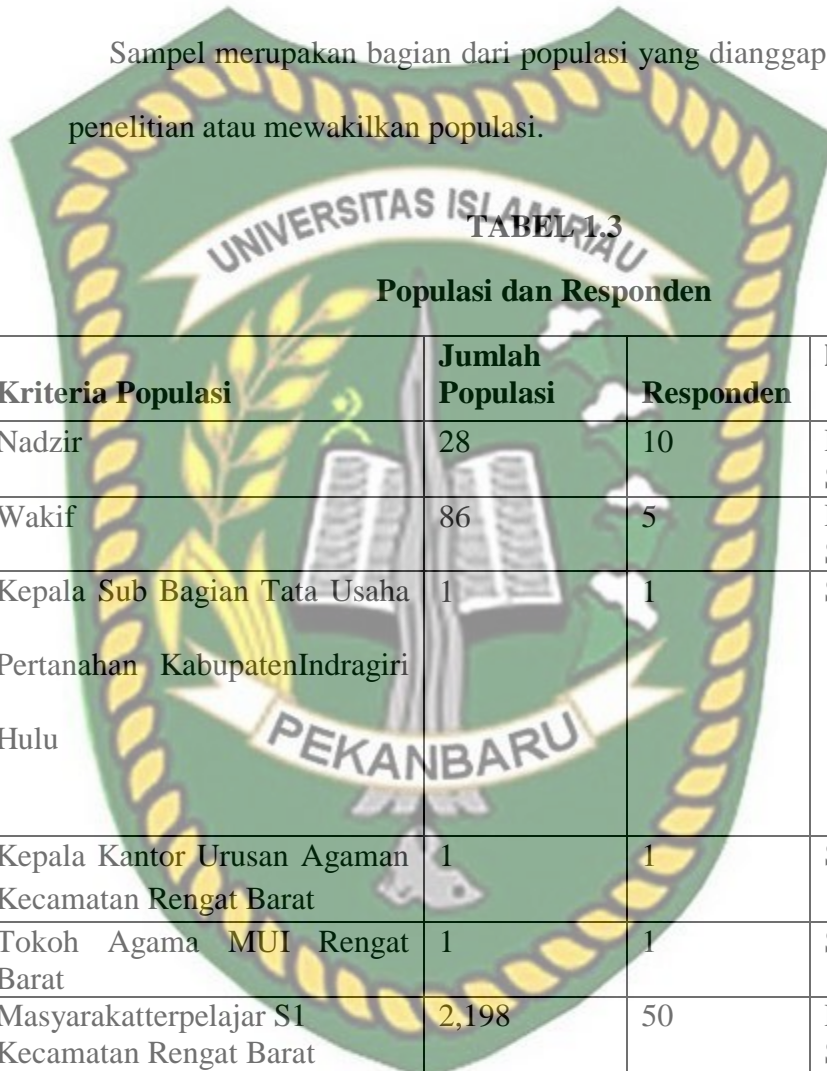 Sampel merupakan bagian dari populasi yang dianggap
penelitian atau mewakilkan populasi.
UNIVERSITAS ISLAM RIAU
TABEL 1.3
Populasi dan Responden
Kriteria Populasi Jumlah Populasi Responden
Nadzir 28 10
Wakif 86 5
Kepala Sub Bagian Tata Usaha 1 1 S
Pertanahan KabupatenIndragiri
Hulu
PEKANBARU
Kepala Kantor Urusan Agaman 1 1 S
Kecamatan Rengat Barat
Tokoh Agama MUI Rengat 1 1 S
Barat
Masyarakatterpelajar S1 2,198 50
Kecamatan Rengat Barat S